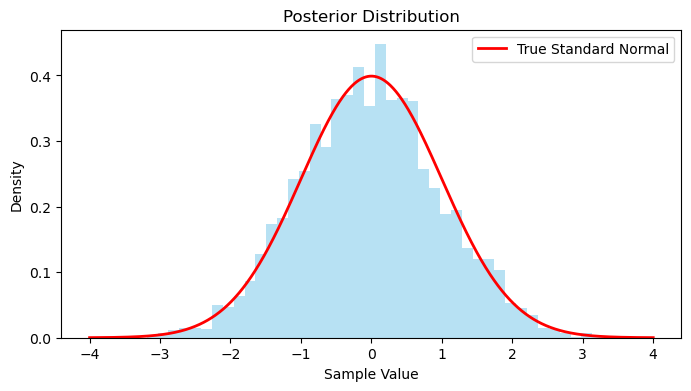 Posterior Distribution
True Standard Normal
Density
0.4
0.3
0.2
0.1
0.0
−4 −3 −2 −1 0 1 2 3 4
Sample Value